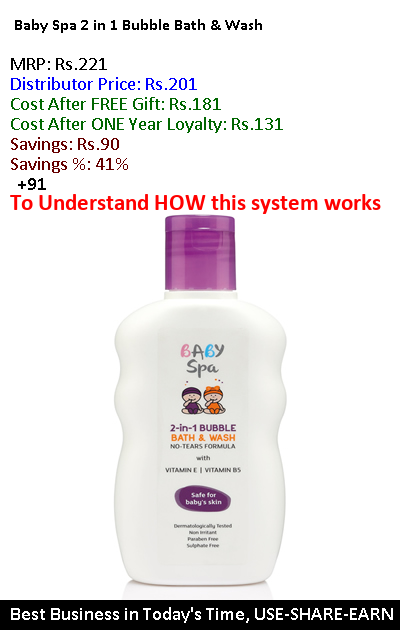 Baby Spa 2 in 1 Bubble Bath & Wash
MRP: Rs.221
Distributor Price: Rs.201
Cost After FREE Gift: Rs.181
Cost After ONE Year Loyalty: Rs.131
Savings: Rs.90
Savings %: 41%
+91
To Understand HOW this system works
BABY
Spa
2-in-1 BUBBLE
BATH & WASH
NO-TEARS FORMULA
with
VITAMIN E | VITAMIN B5
Safe for
baby's skin
Dermatologically Tested
Non Irritant
Paraben Free
Sulphate Free
Best Business in Today's Time, USE-SHARE-EARN